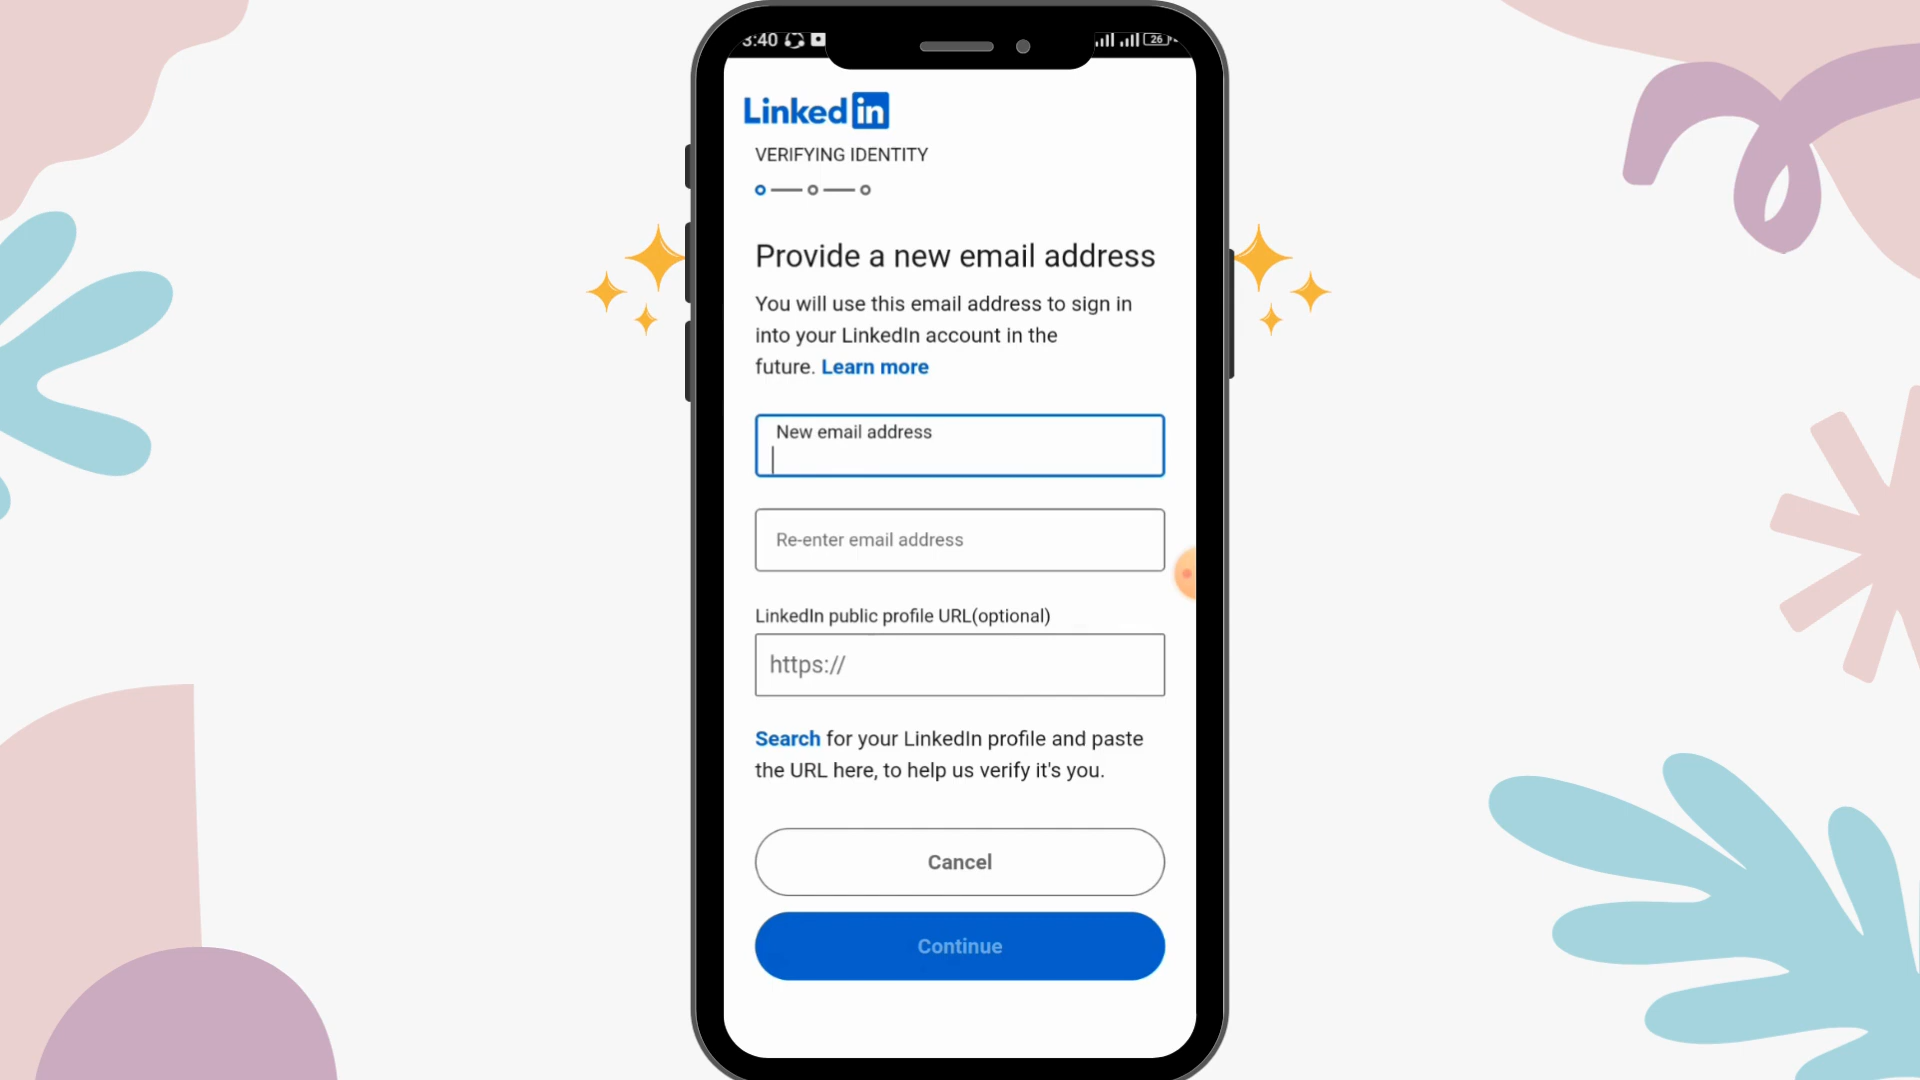 3:40
26
Linked in
VERIFYING IDENTITY
Provide a new email address
You will use this email address to sign in
into your LinkedIn account in the
future. Learn more
New email address
Re-enter email address
LinkedIn public profile URL(optional)
https://
Search for your LinkedIn profile and paste
the URL here, to help us verify it's you.
Cancel
Continue